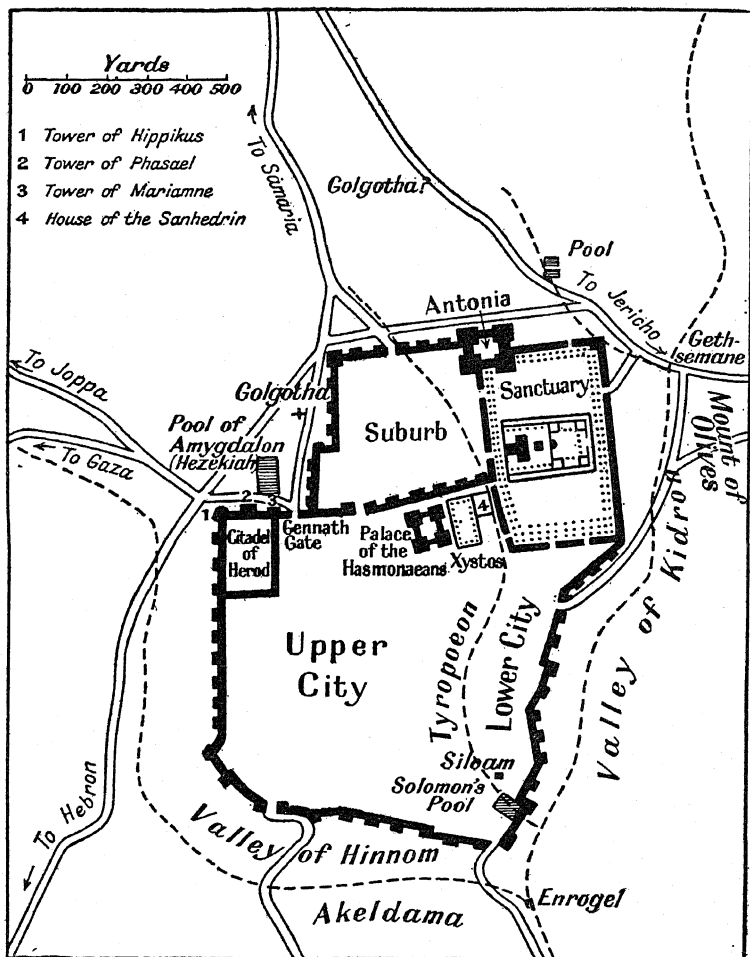 Yards
0 100 200 300 400 500
1 Tower of Hippikus
2 Tower of Phasael
3 Tower of Mariamne
4 House of the Sanhedrin
To Samaria
Golgotha?
Pool
To Jericho
Antonia
Geth-
semane
To Joppa
Golgotha
Sanctuary
Mount of
Olives
Pool of
Amygdalon
(Hezekiah)
Suburb
To Gaza
1 2 3
4
Gennath
Gate
Citadel
of
Herod
Palace
of the
Hasmonaeans
Xystos
Valley of Kidron
Upper
City
Tyropoeon
Lower City
Siloam
Solomon's
Pool
To Hebron
Valley of Hinnom
Enrogel
Akeldama